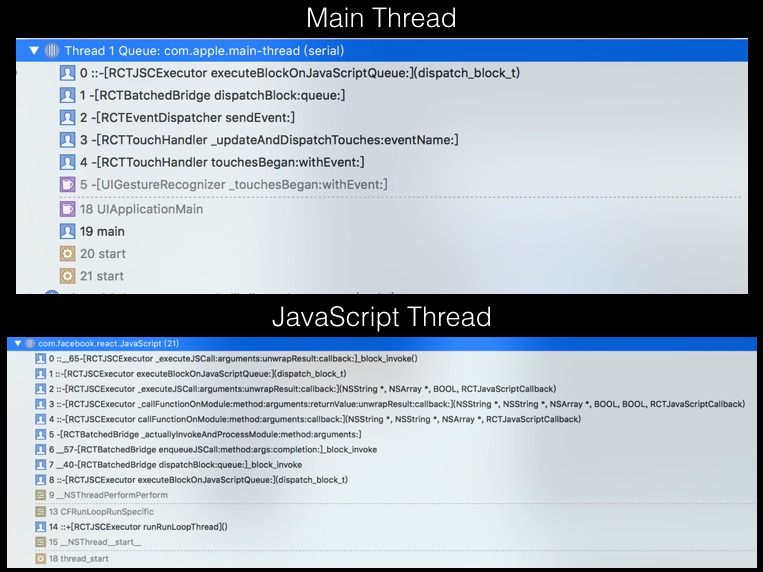 Main Thread
Thread 1 Queue: com.apple.main-thread (serial)
0 ::-[RCTJSCExecutor executeBlockOnJavaScriptQueue:](dispatch_block_t)
1 -[RCTBatchedBridge dispatchBlock:queue:]
2 -[RCTEventDispatcher sendEvent:]
3 -[RCTTouchHandler _updateAndDispatchTouches:eventName:]
4 -[RCTTouchHandler touchesBegan:withEvent:]
5 -[UIGestureRecognizer _touchesBegan:withEvent:]
18 UIApplicationMain
19 main
20 start
21 start
JavaScript Thread
com.facebook.react.JavaScript (21)
0 ::__65-[RCTJSCExecutor _executeJSCall:arguments:unwrapResult:callback:]_block_invoke()
1 ::-[RCTJSCExecutor executeBlockOnJavaScriptQueue:](dispatch_block_t)
2 ::-[RCTJSCExecutor _executeJSCall:arguments:unwrapResult:callback:](NSString *, NSArray *, BOOL, RCTJavaScriptCallback)
3 ::-[RCTJSCExecutor _callFunctionOnModule:method:arguments:returnValue:unwrapResult:callback:](NSString *, NSString *, NSArray *, BOOL, BOOL, RCTJavaScriptCallback)
4 ::-[RCTJSCExecutor callFunctionOnModule:method:arguments:callback:](NSString *, NSString *, NSArray *, RCTJavaScriptCallback)
5 -[RCTBatchedBridge _actuallyInvokeAndProcessModule:method:arguments:]
6 __57-[RCTBatchedBridge enqueueJSCall:method:args:completion:]_block_invoke
7 __40-[RCTBatchedBridge dispatchBlock:queue:]_block_invoke
8 ::-[RCTJSCExecutor executeBlockOnJavaScriptQueue:](dispatch_block_t)
9 __NSThreadPerformPerform
13 CFRunLoopRunSpecific
14 ::+[RCTJSCExecutor runRunLoopThread]()
15 __NSThread__start__
18 thread_start